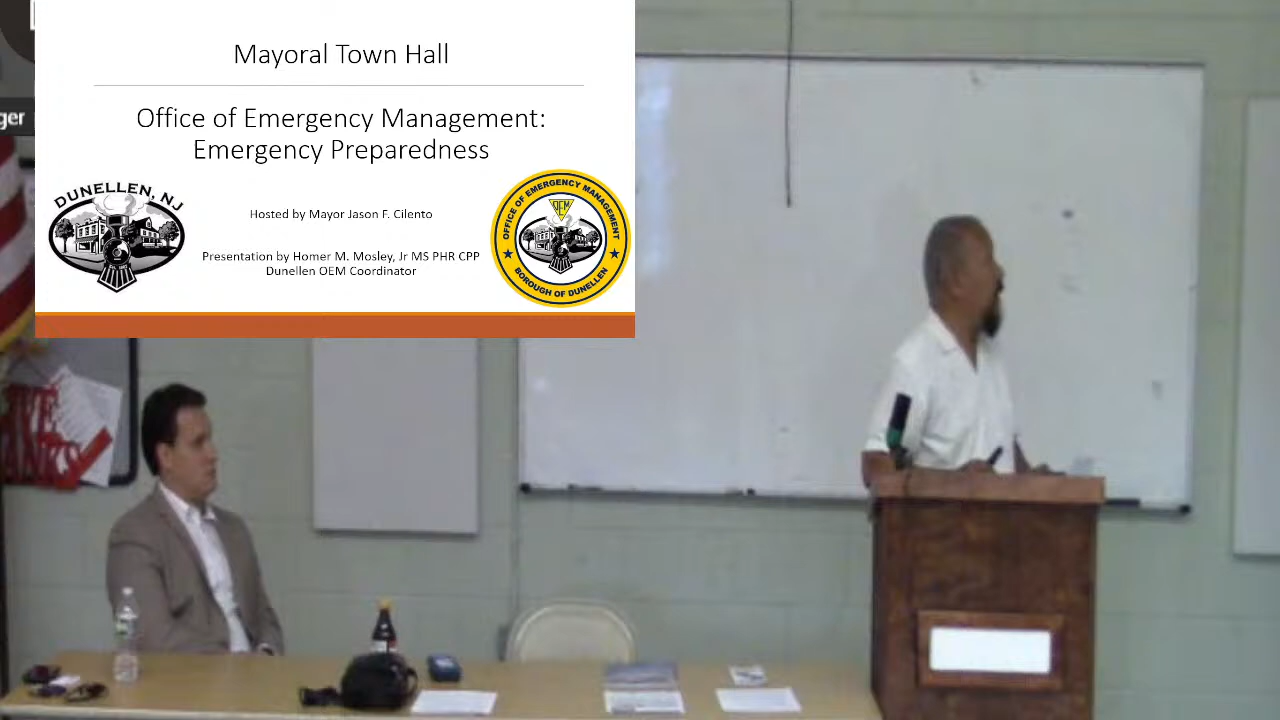 Mayoral Town Hall
Office of Emergency Management:
Emergency Preparedness
DUNELLEN, NJ
Hosted by Mayor Jason F. Cilento
Presentation by Homer M. Mosley, Jr MS PHR CPP
Dunellen OEM Coordinator
OFFICE OF EMERGENCY MANAGEMENT
OEM
BOROUGH OF DUNELLEN
ger